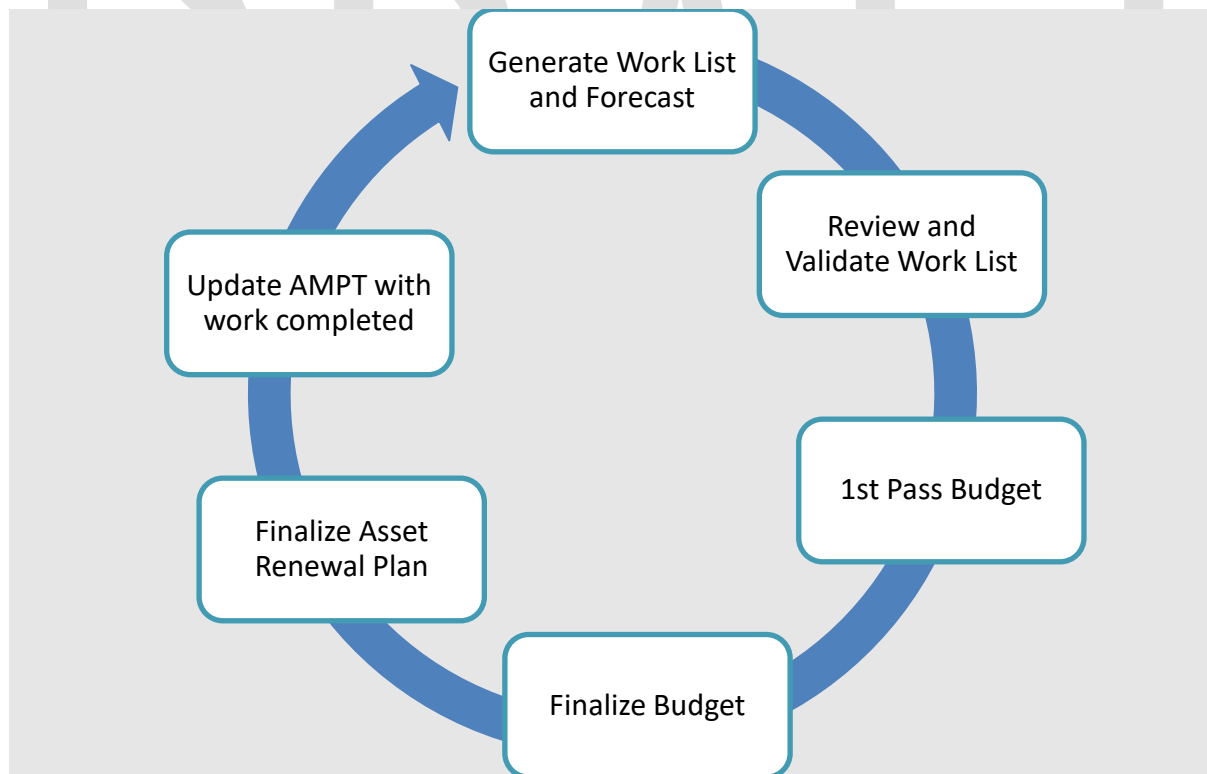 Generate Work List
and Forecast
Review and
Validate Work List
1st Pass Budget
Finalize Budget
Finalize Asset
Renewal Plan
Update AMPT with
work completed